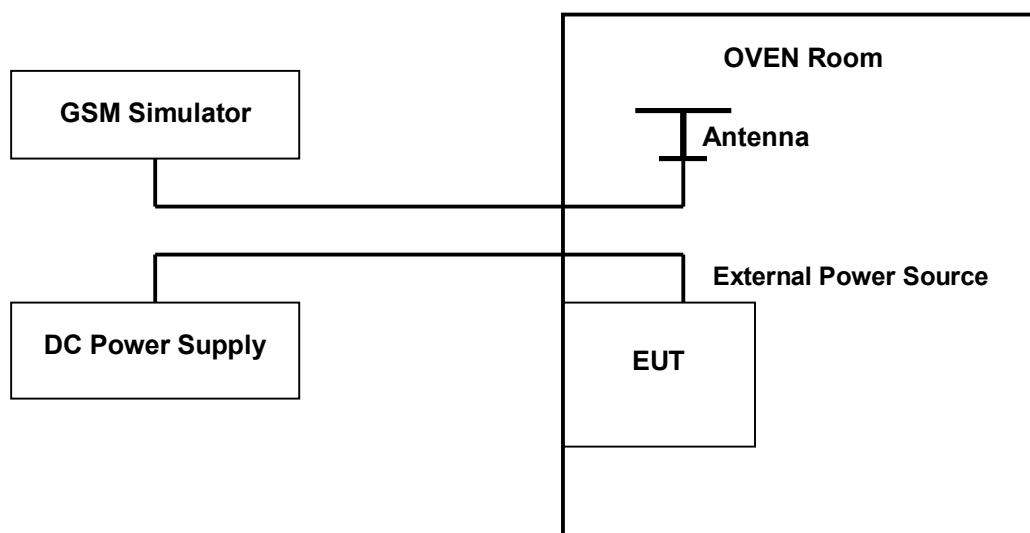 OVEN Room
GSM Simulator
Antenna
External Power Source
DC Power Supply
EUT